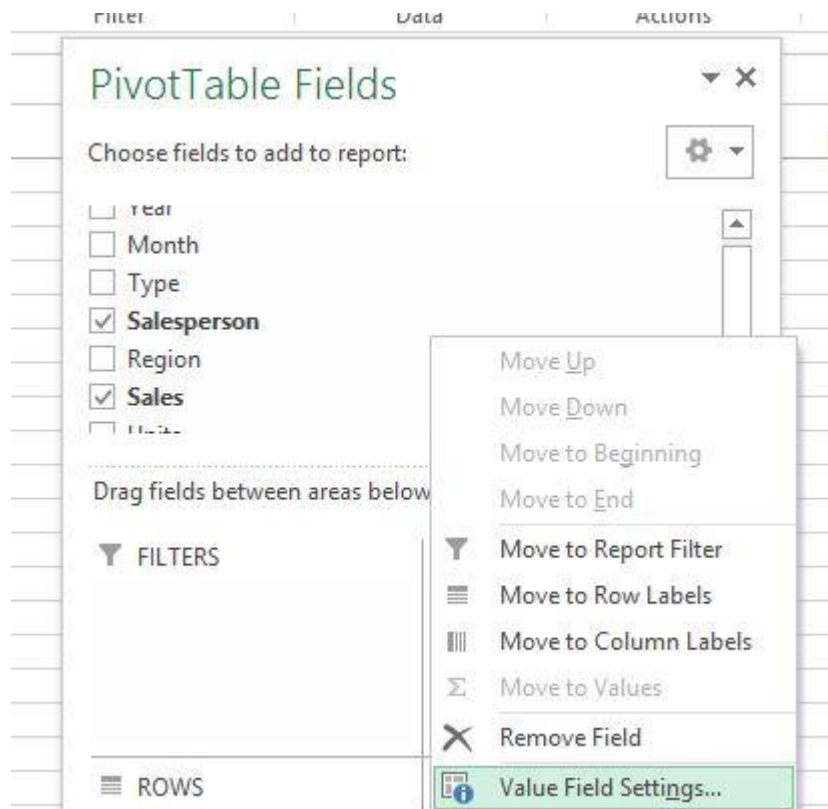 Filter Data Actions
PivotTable Fields
Choose fields to add to report:
Year
Month
Type
Salesperson
Region
Sales
Units
Drag fields between areas below
FILTERS
ROWS
Move Up
Move Down
Move to Beginning
Move to End
Move to Report Filter
Move to Row Labels
Move to Column Labels
Move to Values
Remove Field
Value Field Settings...